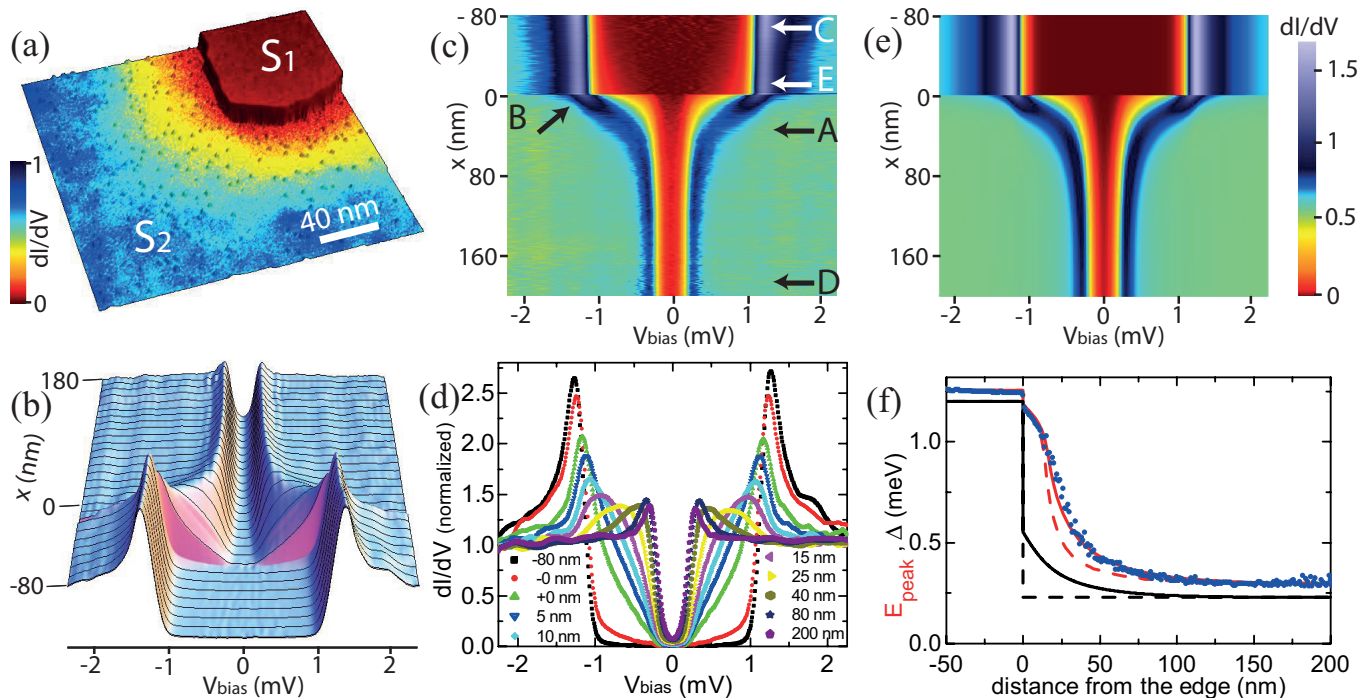 (a)
S1
S2
40 nm
dI/dV
1
0
(b)
x (nm)
180
0
-80
-2 -1 0 1 2
Vbias (mV)
(c)
x (nm)
- 80
0
80
160
C
E
B
A
D
-2 -1 0 1 2
Vbias (mV)
(d)
dI/dV (normalized)
2.5
2.0
1.5
1.0
0.5
0.0
-80 nm
-0 nm
+0 nm
5 nm
10 nm
15 nm
25 nm
40 nm
80 nm
200 nm
-2 -1 0 1 2
Vbias (mV)
(e)
x (nm)
- 80
0
80
160
-2 -1 0 1 2
Vbias (mV)
dI/dV
1.5
1
0.5
0
(f)
Epeak , Δ (meV)
1.0
0.5
0.0
-50 0 50 100 150 200
distance from the edge (nm)